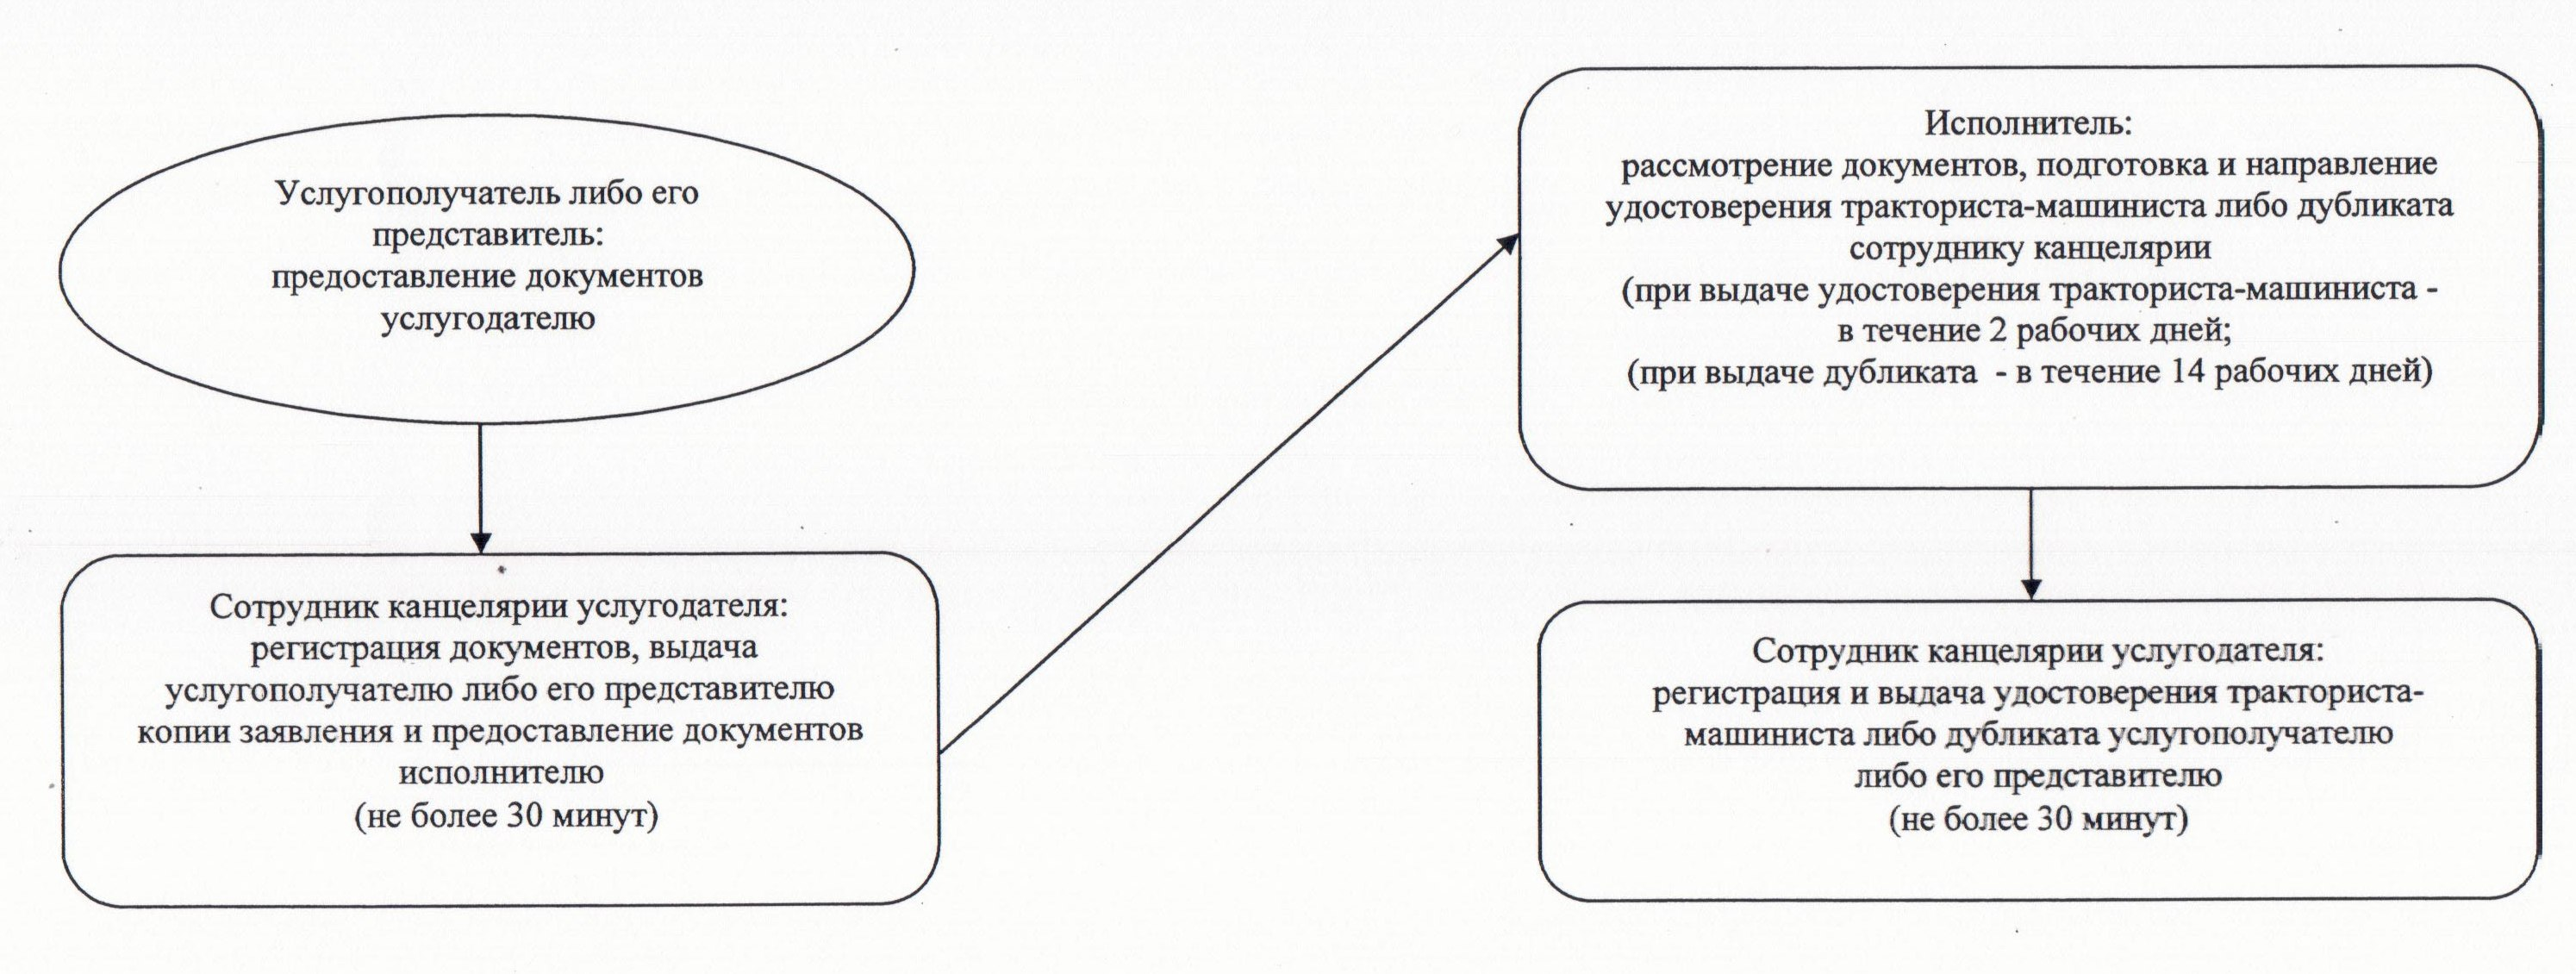 Услугополучатель либо его
представитель:
предоставление документов
услугодателю
Сотрудник канцелярии услугодателя:
регистрация документов, выдача
услугополучателю либо его представителю
копии заявления и предоставление документов
исполнителю
(не более 30 минут)
Исполнитель:
рассмотрение документов, подготовка и направление
удостоверения тракториста-машиниста либо дубликата
сотруднику канцелярии
(при выдаче удостоверения тракториста-машиниста -
в течение 2 рабочих дней;
(при выдаче дубликата - в течение 14 рабочих дней)
Сотрудник канцелярии услугодателя:
регистрация и выдача удостоверения тракториста-
машиниста либо дубликата услугополучателю
либо его представителю
(не более 30 минут)